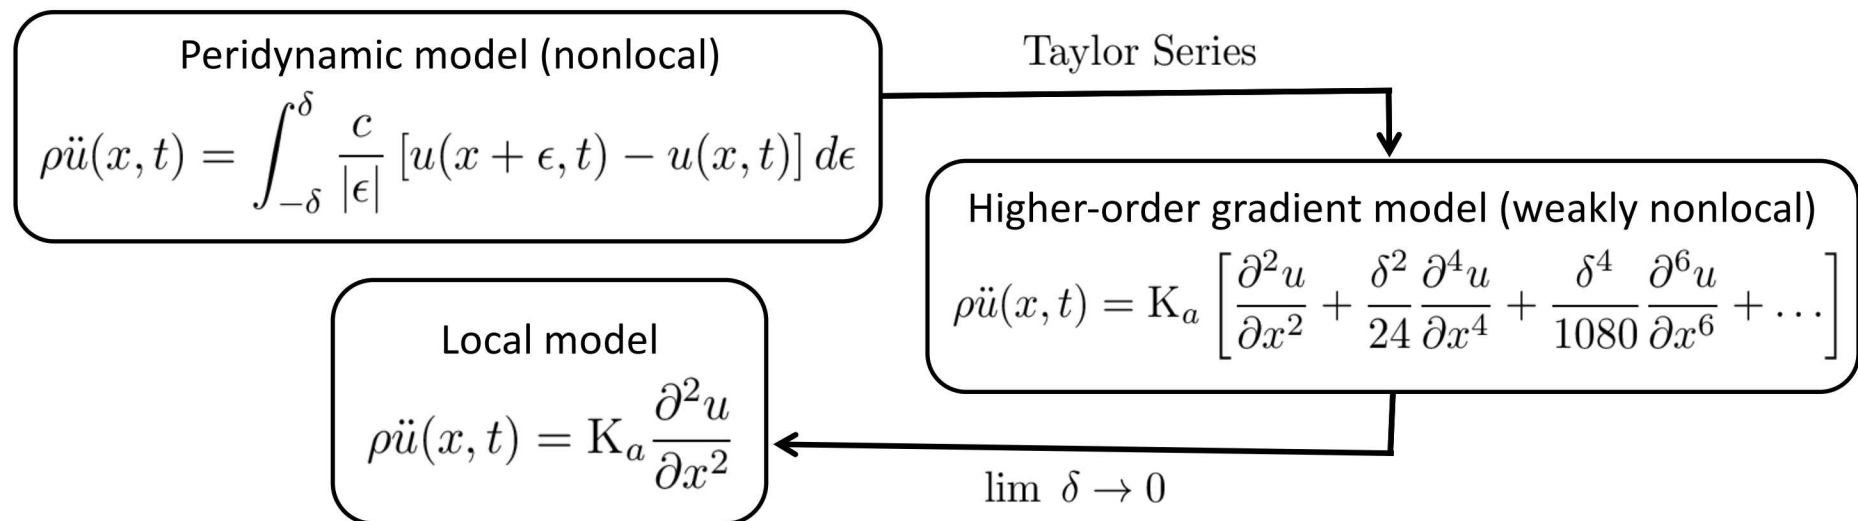 Peridynamic model (nonlocal)
ρü(x, t) = ∫_{-δ}^{δ} c/|ϵ| [u(x + ϵ, t) − u(x, t)] dϵ
Taylor Series
Higher-order gradient model (weakly nonlocal)
ρü(x, t) = K_a [∂²u/∂x² + δ²/24 ∂⁴u/∂x⁴ + δ⁴/1080 ∂⁶u/∂x⁶ + …]
Local model
ρü(x, t) = K_a ∂²u/∂x²
lim δ → 0